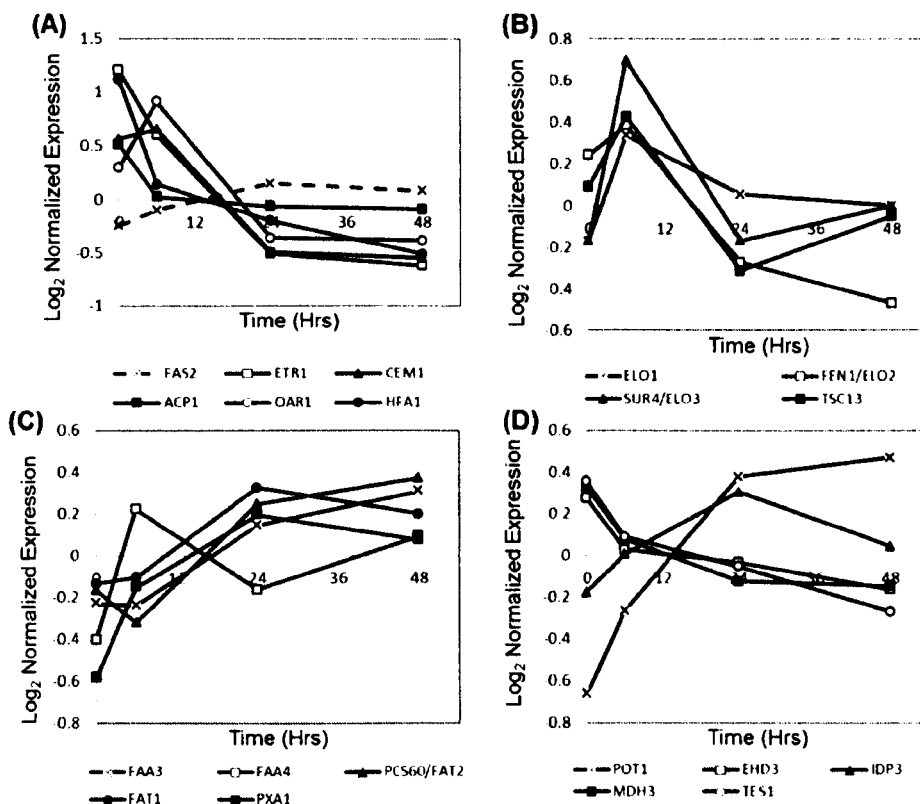 (A)
1.5
1
0.5
0
-0.5
-1
0
12
36
48
Log2 Normalized Expression
Time (Hrs)
FAS2
ETR1
CEM1
ACP1
OAR1
HFA1
(B)
0.8
0.6
0.4
0.2
0
0.2
0.4
0.6
0
12
24
36
48
Log2 Normalized Expression
Time (Hrs)
ELO1
FEN1/ELO2
SUR4/ELO3
TSC13
(C)
0.6
0.4
0.2
0
0.2
0.4
0.6
0.8
0
24
36
48
Log2 Normalized Expression
Time (Hrs)
FAA3
FAA4
PCS60/FAT2
FAT1
PXA1
(D)
0.6
0.4
0.2
0
0.2
0.4
0.6
0.8
0
12
48
Log2 Normalized Expression
Time (Hrs)
POT1
EHD3
IDP3
MDH3
TES1